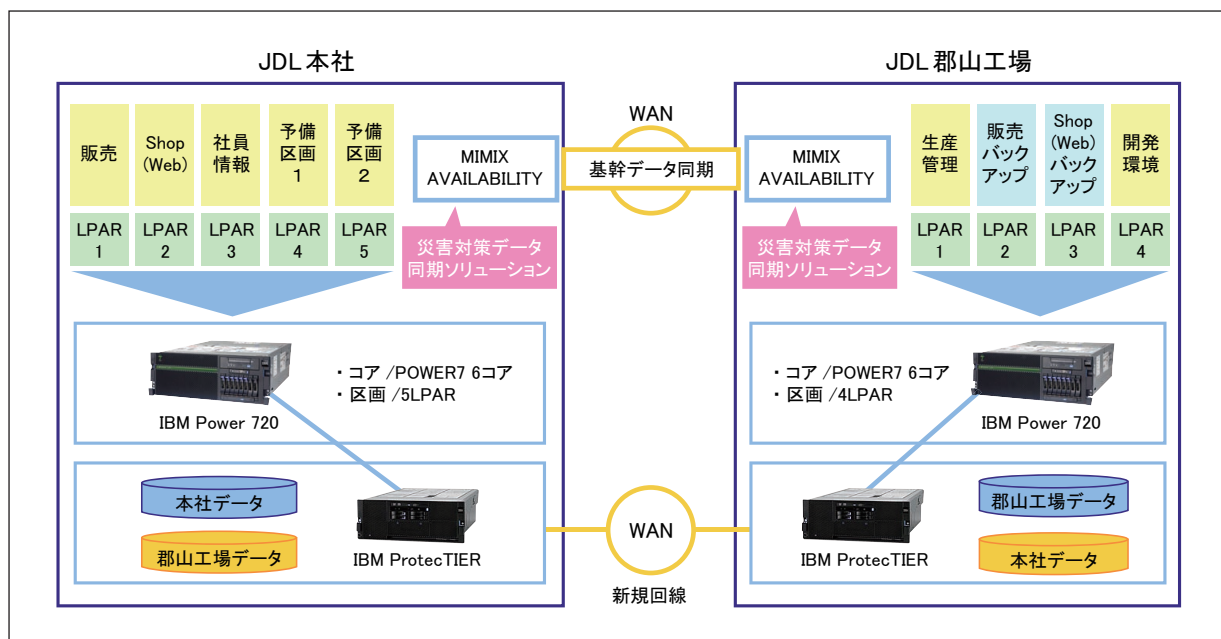 JDL本社
販売
Shop
(Web)
社員
情報
予備
区画
1
予備
区画
2
LPAR
1
LPAR
2
LPAR
3
LPAR
4
LPAR
5
MIMIX
AVAILABILITY
災害対策データ
同期ソリューション
WAN
基幹データ同期
JDL郡山工場
MIMIX
AVAILABILITY
災害対策データ
同期ソリューション
生産
管理
販売
バック
アップ
Shop
(Web)
バック
アップ
開発
環境
LPAR
1
LPAR
2
LPAR
3
LPAR
4
IBM Power 720
・コア /POWER7 6コア
・区画 /5LPAR
・コア /POWER7 6コア
・区画 /4LPAR
IBM Power 720
本社データ
郡山工場データ
IBM ProtecTIER
WAN
新規回線
IBM ProtecTIER
郡山工場データ
本社データ